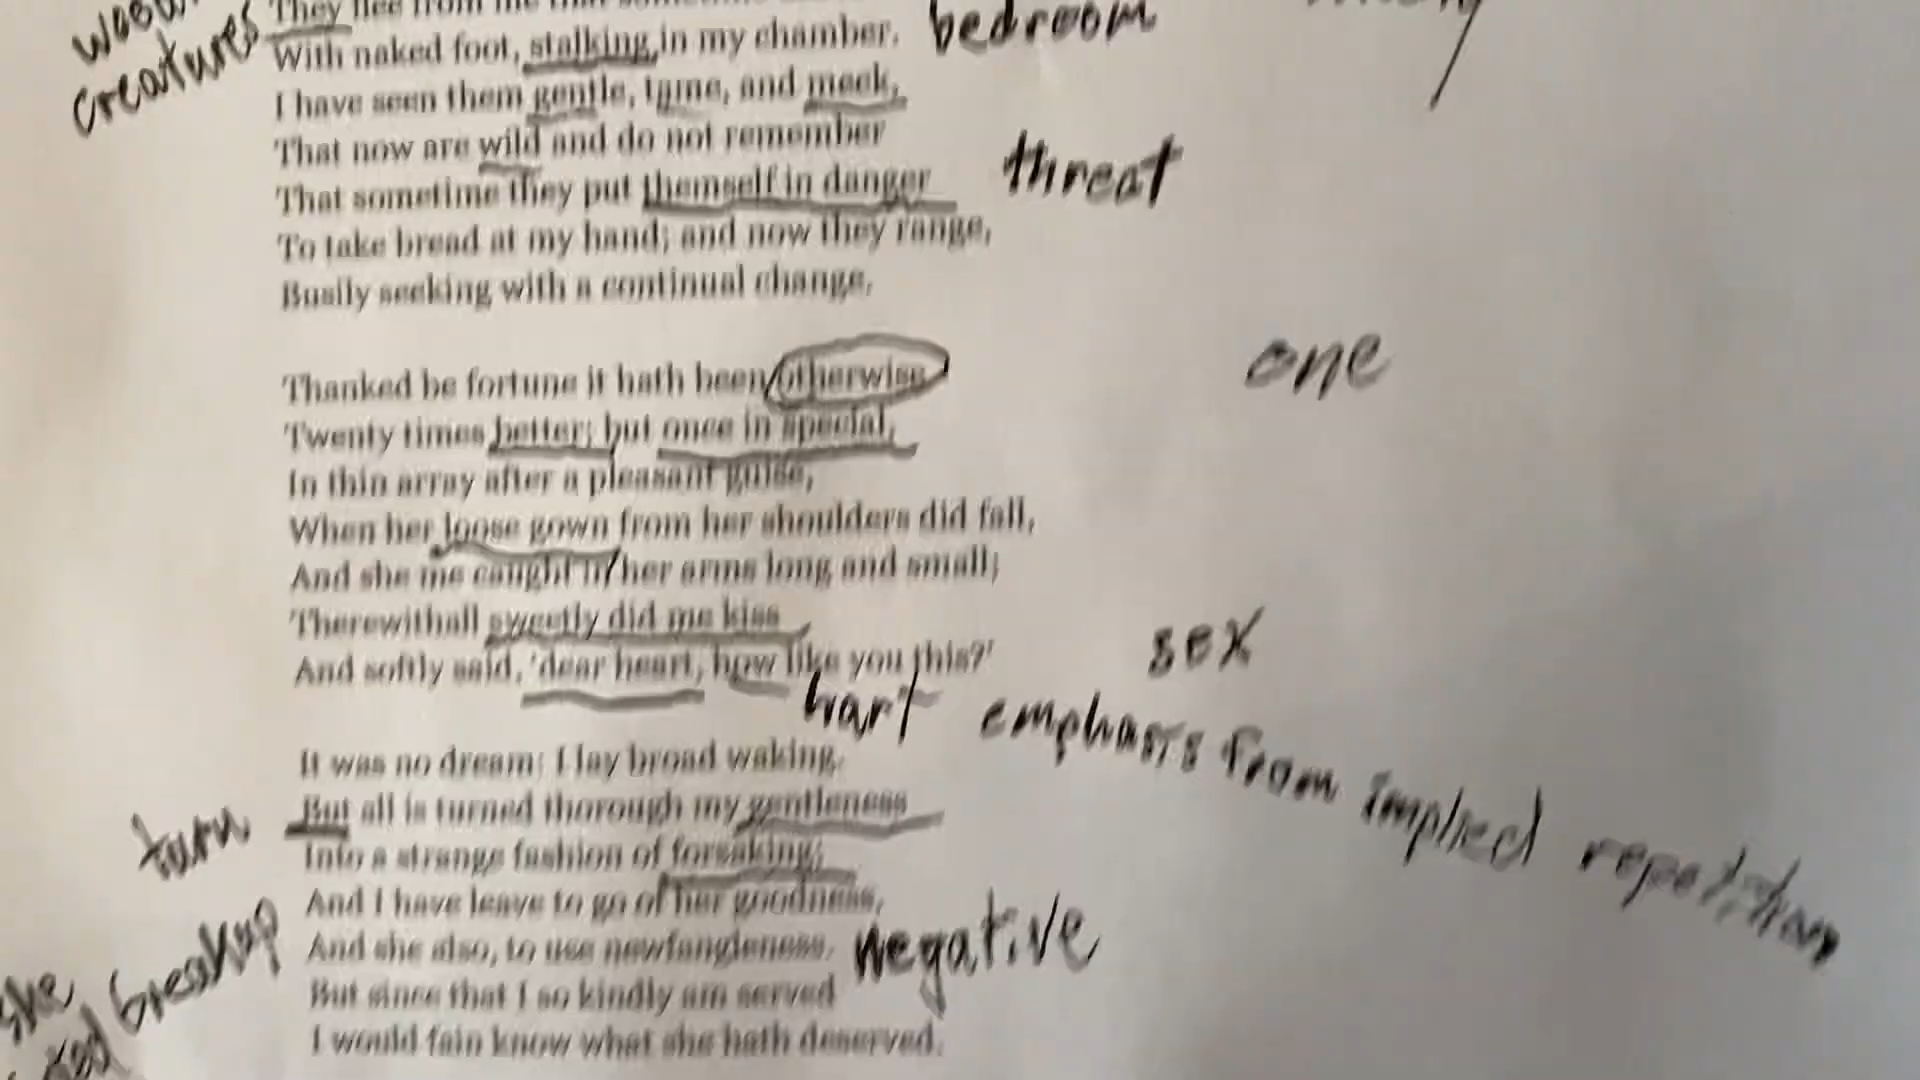 creatures
They flee from me that sometime
With naked foot, stalking in my chamber. bedroom
I have seen them gentle, tame, and meek,
That now are wild and do not remember
That sometime they put themself in danger threat
To take bread at my hand; and now they range,
Busily seeking with a continual change.
Thanked be fortune it hath been otherwise one
Twenty times better; but once in special,
In thin array after a pleasant guise,
When her loose gown from her shoulders did fall,
And she me caught in her arms long and small;
Therewithall sweetly did me kiss sex
And softly said, 'dear heart, how like you this?'
hart emphasis from implied repetition
It was no dream: I lay broad waking.
turn But all is turned thorough my gentleness
Into a strange fashion of forsaking;
And I have leave to go of her goodness,
And she also, to use newfangleness. negative
But since that I so kindly am served
I would fain know what she hath deserved.
she
breakup